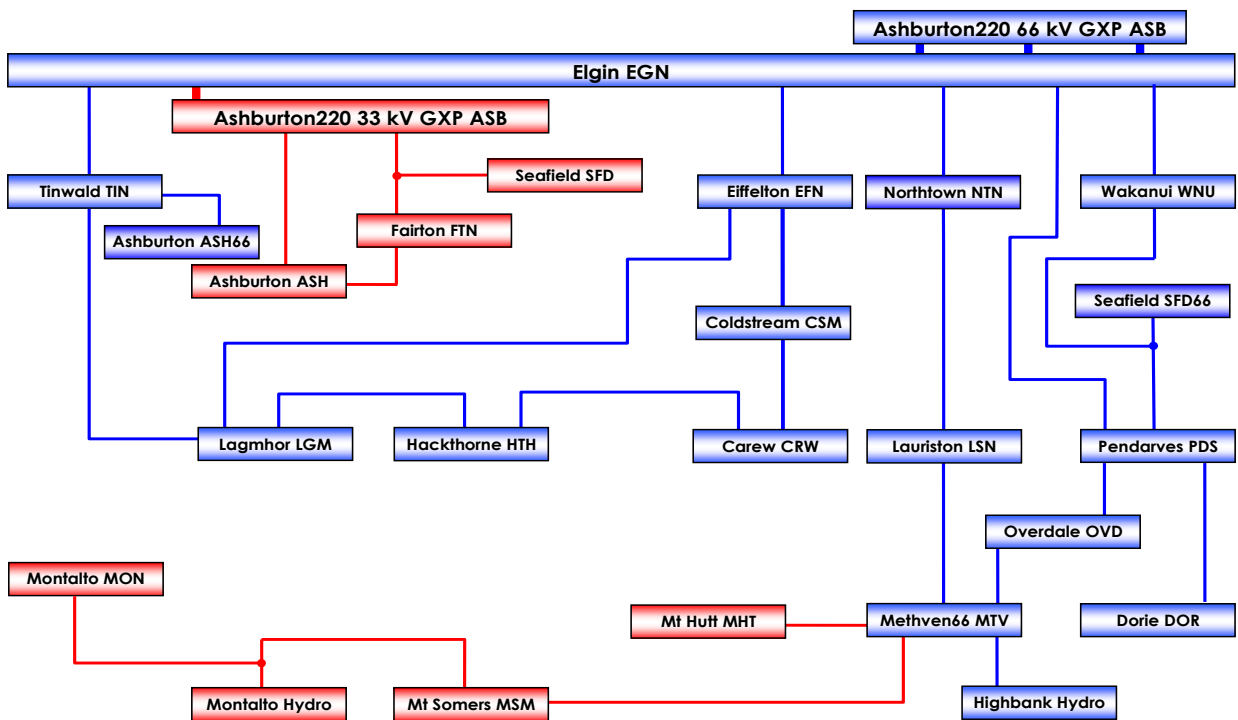 Ashburton220 66 kV GXP ASB
Elgin EGN
Ashburton220 33 kV GXP ASB
Tinwald TIN
Seafield SFD
Eiffelton EFN
Northtown NTN
Wakanui WNU
Ashburton ASH66
Fairton FTN
Ashburton ASH
Seafield SFD66
Coldstream CSM
Lagmhor LGM
Hackthorne HTH
Carew CRW
Lauriston LSN
Pendarves PDS
Overdale OVD
Montalto MON
Mt Hutt MHT
Methven66 MTV
Dorie DOR
Montalto Hydro
Mt Somers MSM
Highbank Hydro